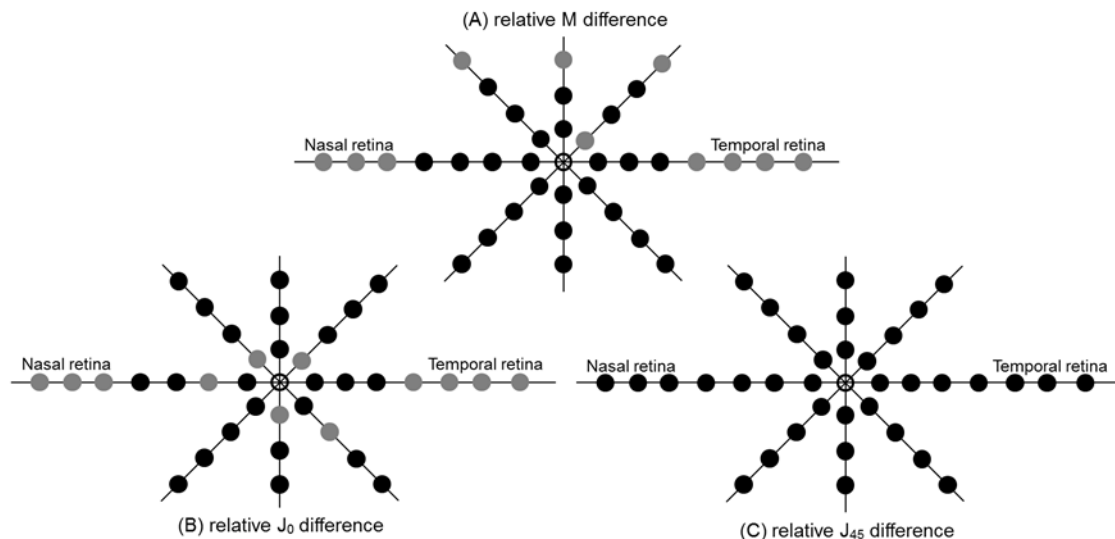 (A) relative M difference
Nasal retina
Temporal retina
Nasal retina
Temporal retina
(B) relative J₀ difference
Nasal retina
Temporal retina
(C) relative J₄₅ difference